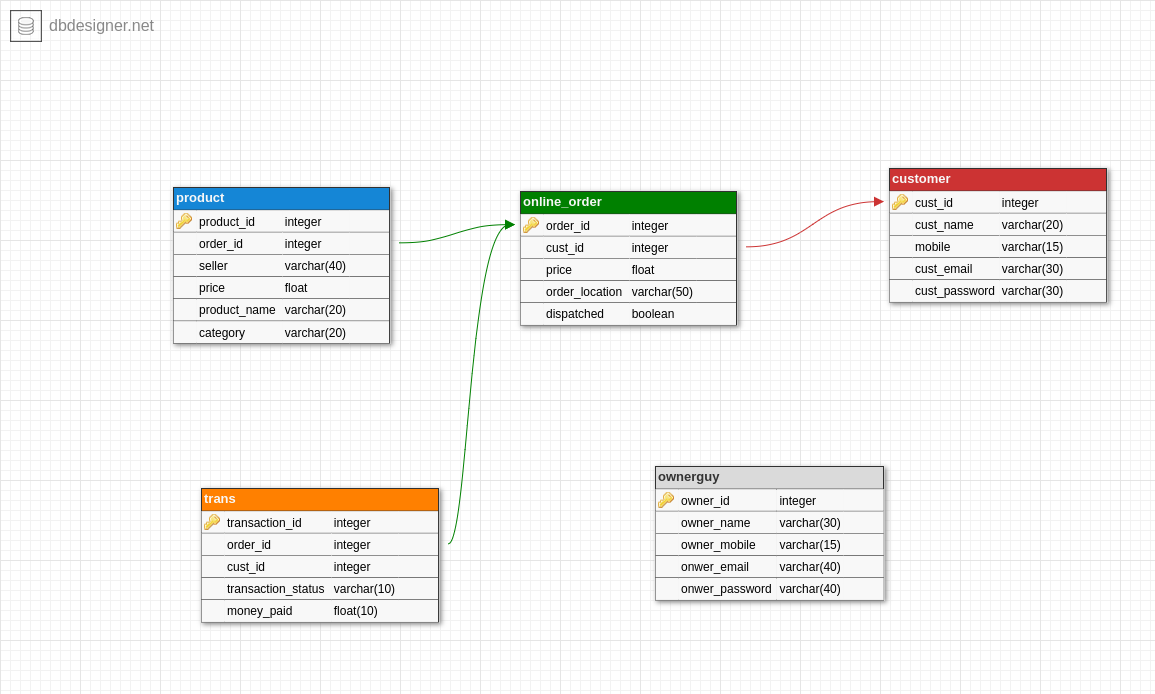 dbdesigner.net
product
product_id integer
order_id integer
seller varchar(40)
price float
product_name varchar(20)
category varchar(20)
online_order
order_id integer
cust_id integer
price float
order_location varchar(50)
dispatched boolean
customer
cust_id integer
cust_name varchar(20)
mobile varchar(15)
cust_email varchar(30)
cust_password varchar(30)
trans
transaction_id integer
order_id integer
cust_id integer
transaction_status varchar(10)
money_paid float(10)
ownerguy
owner_id integer
owner_name varchar(30)
owner_mobile varchar(15)
onwer_email varchar(40)
onwer_password varchar(40)